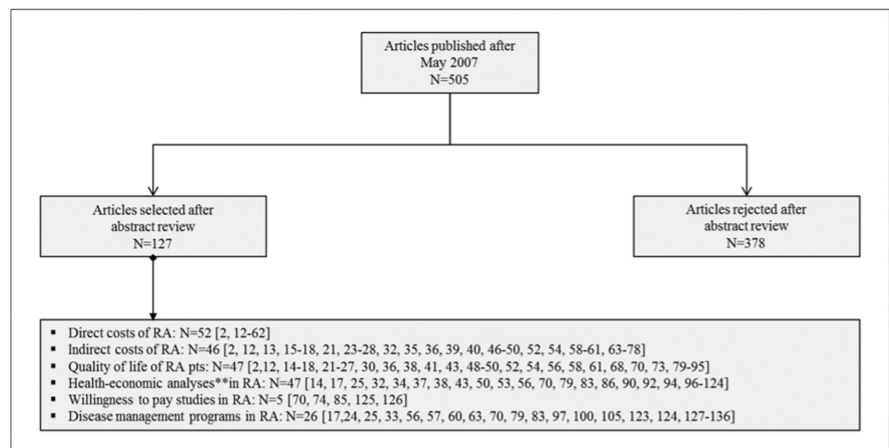 Articles published after
May 2007
N=505
Articles selected after
abstract review
N=127
Articles rejected after
abstract review
N=378
▪ Direct costs of RA: N=52 [2, 12-62]
▪ Indirect costs of RA: N=46 [2, 12, 13, 15-18, 21, 23-28, 32, 35, 36, 39, 40, 46-50, 52, 54, 58-61, 63-78]
▪ Quality of life of RA pts: N=47 [2,12, 14-18, 21-27, 30, 36, 38, 41, 43, 48-50, 52, 54, 56, 58, 61, 68, 70, 73, 79-95]
▪ Health-economic analyses**in RA: N=47 [14, 17, 25, 32, 34, 37, 38, 43, 50, 53, 56, 70, 79, 83, 86, 90, 92, 94, 96-124]
▪ Willingness to pay studies in RA: N=5 [70, 74, 85, 125, 126]
▪ Disease management programs in RA: N=26 [17,24, 25, 33, 56, 57, 60, 63, 70, 79, 83, 97, 100, 105, 123, 124, 127-136]